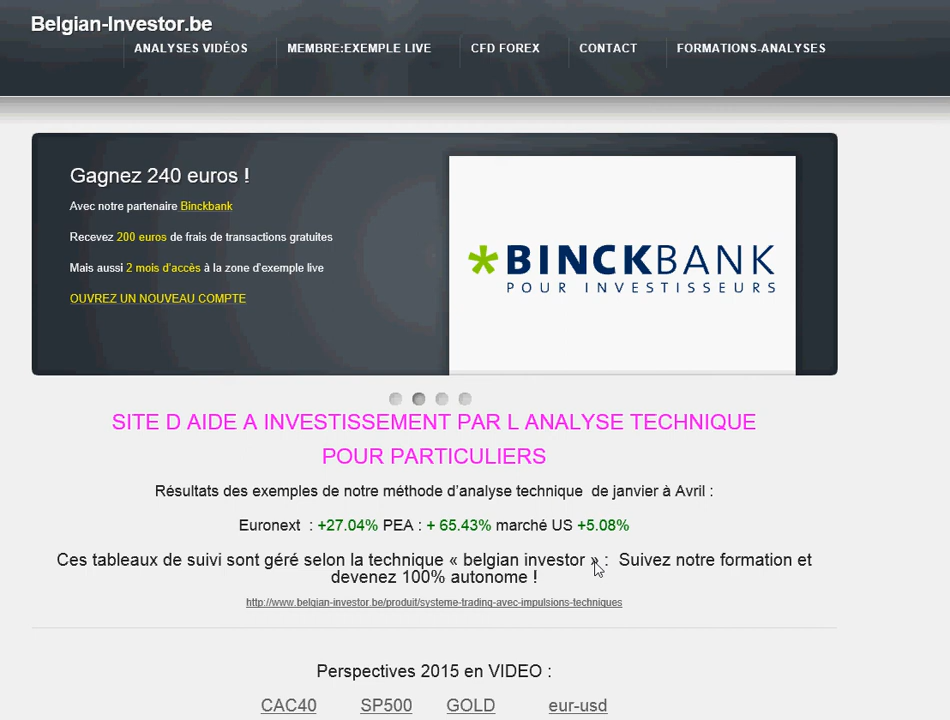 Belgian-Investor.be
ANALYSES VIDÉOS MEMBRE:EXEMPLE LIVE CFD FOREX CONTACT FORMATIONS-ANALYSES
Gagnez 240 euros !
Avec notre partenaire Binckbank
Recevez 200 euros de frais de transactions gratuites
Mais aussi 2 mois d'accès à la zone d'exemple live
OUVREZ UN NOUVEAU COMPTE
*BINCKBANK
POUR INVESTISSEURS
SITE D AIDE A INVESTISSEMENT PAR L ANALYSE TECHNIQUE
POUR PARTICULIERS
Résultats des exemples de notre méthode d'analyse technique de janvier à Avril :
Euronext : +27.04% PEA : + 65.43% marché US +5.08%
Ces tableaux de suivi sont géré selon la technique « belgian investor » : Suivez notre formation et
devenez 100% autonome !
http://www.belgian-investor.be/produit/systeme-trading-avec-impulsions-techniques
Perspectives 2015 en VIDEO :
CAC40 SP500 GOLD eur-usd